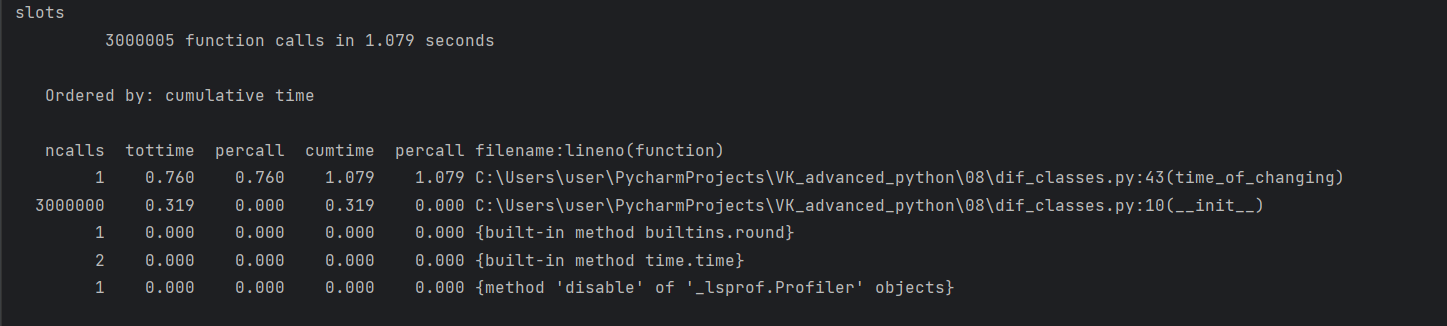 slots
3000005 function calls in 1.079 seconds
Ordered by: cumulative time
ncalls tottime percall cumtime percall filename:lineno(function)
1 0.760 0.760 1.079 1.079 C:\Users\user\PycharmProjects\VK_advanced_python\08\dif_classes.py:43(time_of_changing)
3000000 0.319 0.000 0.319 0.000 C:\Users\user\PycharmProjects\VK_advanced_python\08\dif_classes.py:10(__init__)
1 0.000 0.000 0.000 0.000 {built-in method builtins.round}
2 0.000 0.000 0.000 0.000 {built-in method time.time}
1 0.000 0.000 0.000 0.000 {method 'disable' of '_lsprof.Profiler' objects}